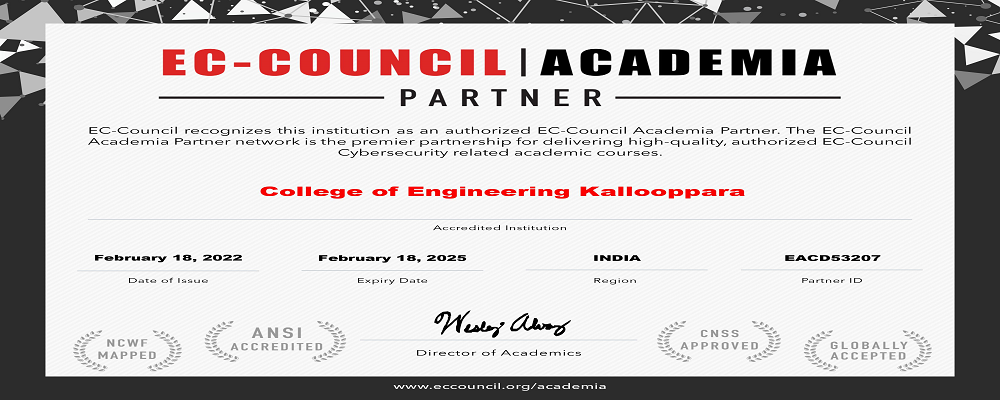 EC-COUNCIL | ACADEMIA
PARTNER
EC-Council recognizes this institution as an authorized EC-Council Academia Partner. The EC-Council
Academia Partner network is the premier partnership for delivering high-quality, authorized EC-Council
Cybersecurity related academic courses.
College of Engineering Kallooppara
Accredited Institution
February 18, 2022
Date of Issue
February 18, 2025
Expiry Date
INDIA
Region
EACD53207
Partner ID
NCWF
MAPPED
ANSI
ACCREDITED
Director of Academics
CNSS
APPROVED
GLOBALLY
ACCEPTED
www.eccouncil.org/academia